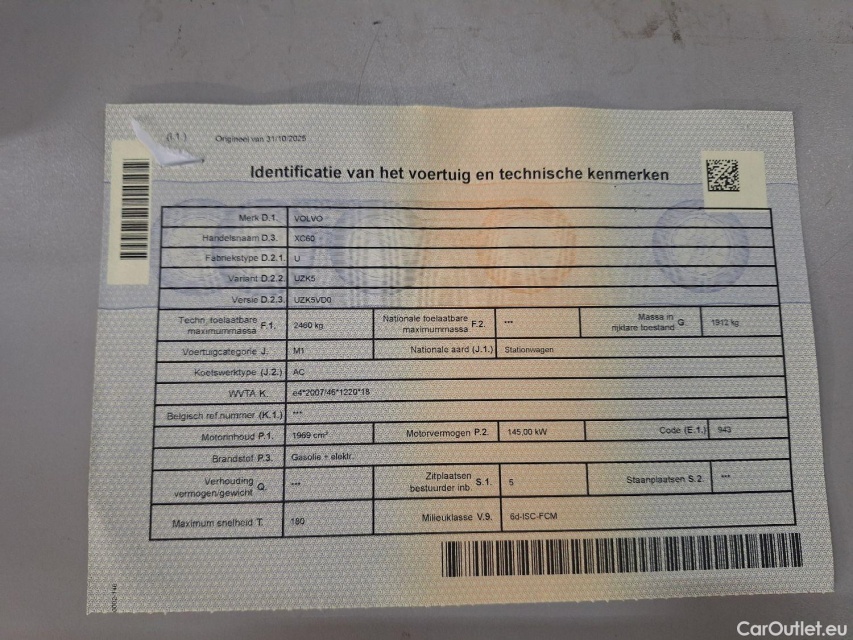 (I.1.) Origineel van 31/10/2025
Identificatie van het voertuig en technische kenmerken
Merk D.1. VOLVO
Handelsnaam D.3. XC60
Fabriekstype D.2.1. U
Variant D.2.2. UZK5
Versie D.2.3. UZK5VD0
Techn. toelaatbare maximummassa F.1. 2460 kg Nationale toelaatbare maximummassa F.2. *** Massa in rijklare toestand G. 1912 kg
Voertuigcategorie J. M1 Nationale aard (J.1.) Stationwagen
Koetswerktype (J.2.) AC
WVTA K. e4*2007/46*1220*18
Belgisch ref.nummer (K.1.) ***
Motorinhoud P.1. 1969 cm³ Motorvermogen P.2. 145,00 kW Code (E.1.) 943
Brandstof P.3. Gasolie + elektr.
Verhouding vermogen/gewicht Q. *** Zitplaatsen bestuurder inb. S.1. 5 Staanplaatsen S.2. ***
Maximum snelheid T. 180 Milieuklasse V.9. 6d-ISC-FCM
CarOutlet.eu